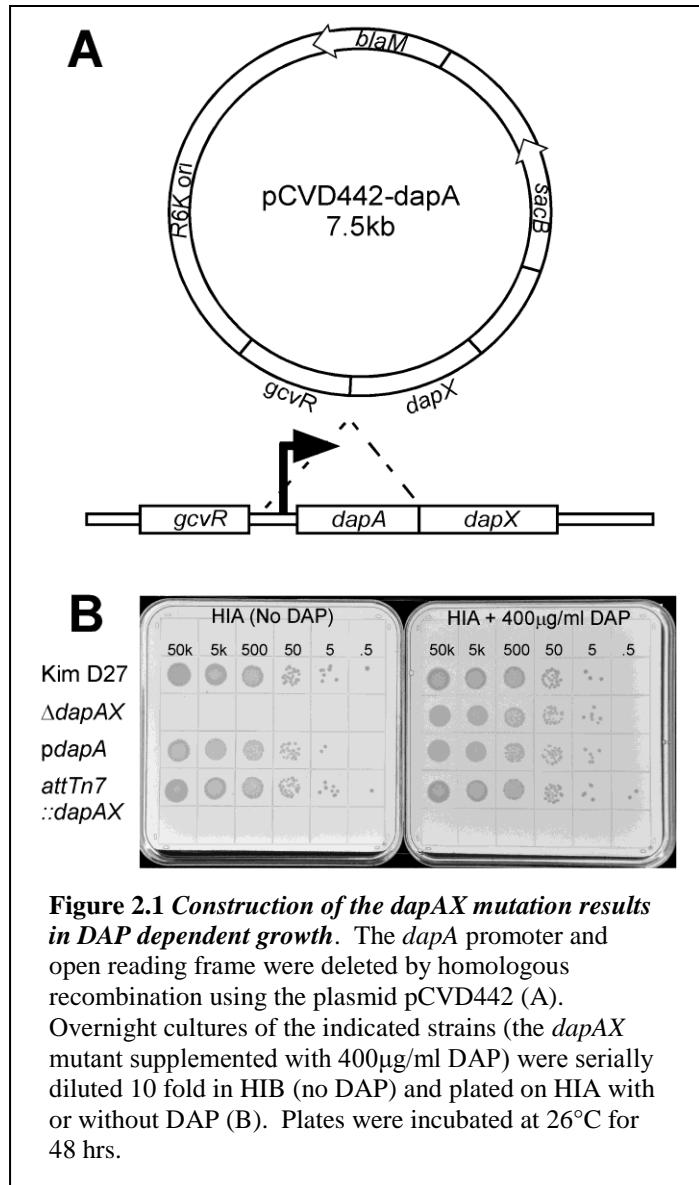 A
blaM
sacB
R6K ori
pCVD442-dapA
7.5kb
gcvR
dapX
gcvR
dapA
dapX
B
HIA (No DAP)
HIA + 400µg/ml DAP
50k 5k 500 50 5 .5
50k 5k 500 50 5 .5
Kim D27
ΔdapAX
pdapA
attTn7
::dapAX
Figure 2.1 Construction of the dapAX mutation results
in DAP dependent growth. The dapA promoter and
open reading frame were deleted by homologous
recombination using the plasmid pCVD442 (A).
Overnight cultures of the indicated strains (the dapAX
mutant supplemented with 400µg/ml DAP) were serially
diluted 10 fold in HIB (no DAP) and plated on HIA with
or without DAP (B). Plates were incubated at 26°C for
48 hrs.